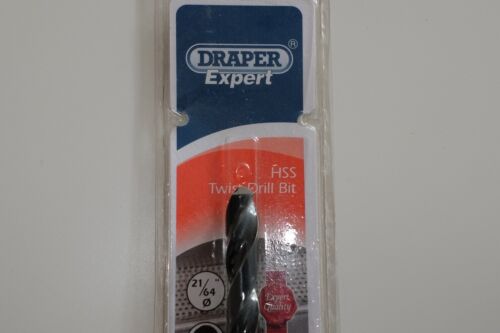 DRAPER®
Expert
HSS
Twist Drill Bit
21/64"
Ø
Expert
Quality